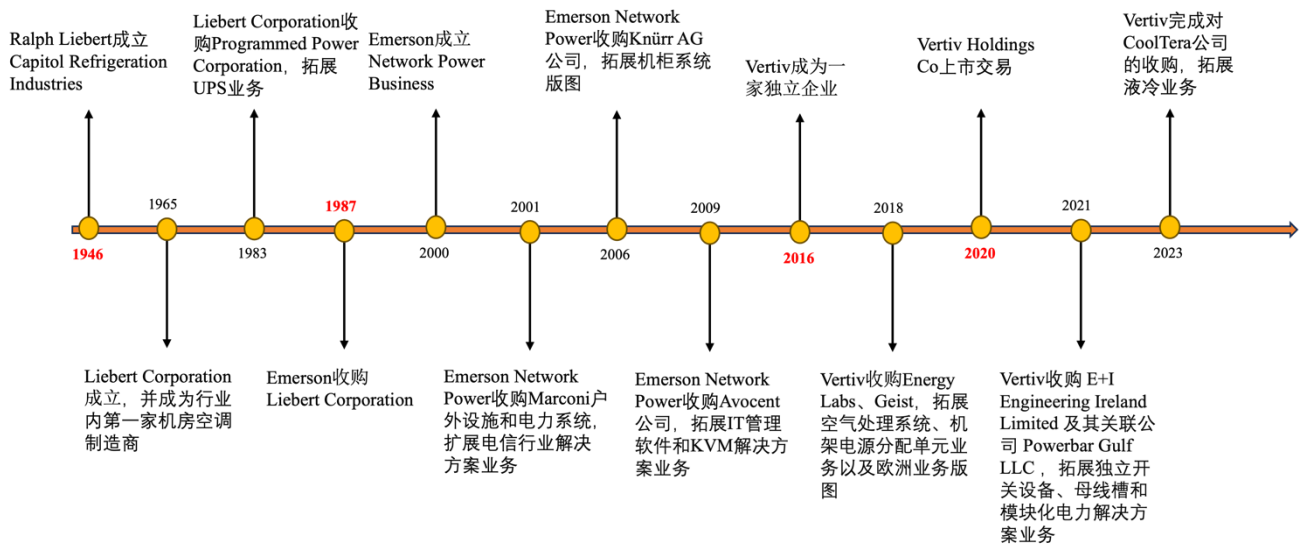 Ralph Liebert成立
Capitol Refrigeration
Industries
Liebert Corporation收
购Programmed Power
Corporation，拓展
UPS业务
Emerson成立
Network Power
Business
Emerson Network
Power收购Knürr AG
公司，拓展机柜系统
版图
Vertiv成为一
家独立企业
Vertiv Holdings
Co上市交易
Vertiv完成对
CoolTera公司
的收购，拓展
液冷业务
1946
1965
1983
1987
2000
2001
2006
2009
2016
2018
2020
2021
2023
Liebert Corporation
成立，并成为行业
内第一家机房空调
制造商
Emerson收购
Liebert Corporation
Emerson Network
Power收购Marconi户
外设施和电力系统，
扩展电信行业解决
方案业务
Emerson Network
Power收购Avocent
公司，拓展IT管理
软件和KVM解决方
案业务
Vertiv收购Energy
Labs、Geist，拓展
空气处理系统、机
架电源分配单元业
务以及欧洲业务版
图
Vertiv收购 E+I
Engineering Ireland
Limited 及其关联公
司 Powerbar Gulf
LLC ，拓展独立开
关设备、母线槽和
模块化电力解决方
案业务